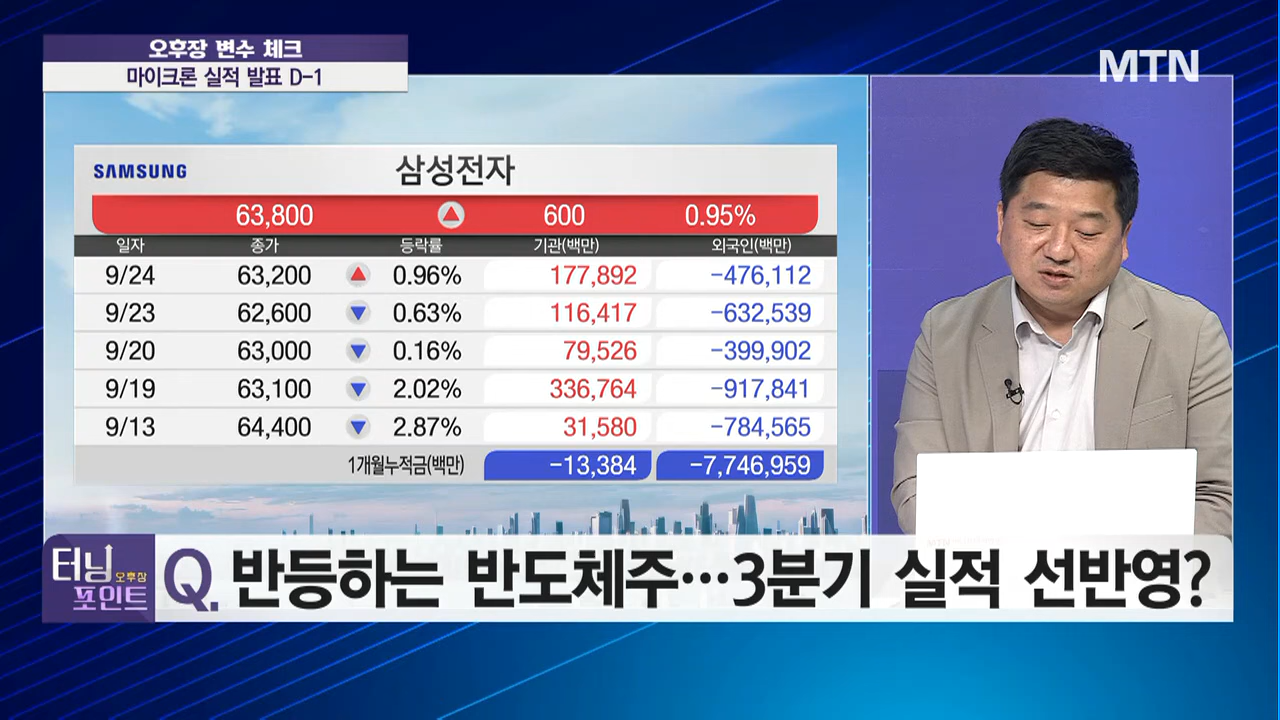 오후장 변수 체크
마이크론 실적 발표 D-1
MTN
SAMSUNG 삼성전자
63,800 ▲ 600 0.95%
일자 종가 등락률 기관(백만) 외국인(백만)
9/24 63,200 ▲ 0.96% 177,892 -476,112
9/23 62,600 ▼ 0.63% 116,417 -632,539
9/20 63,000 ▼ 0.16% 79,526 -399,902
9/19 63,100 ▼ 2.02% 336,764 -917,841
9/13 64,400 ▼ 2.87% 31,580 -784,565
1개월누적금(백만) -13,384 -7,746,959
터닝 오후장
포인트
Q. 반등하는 반도체주…3분기 실적 선반영?